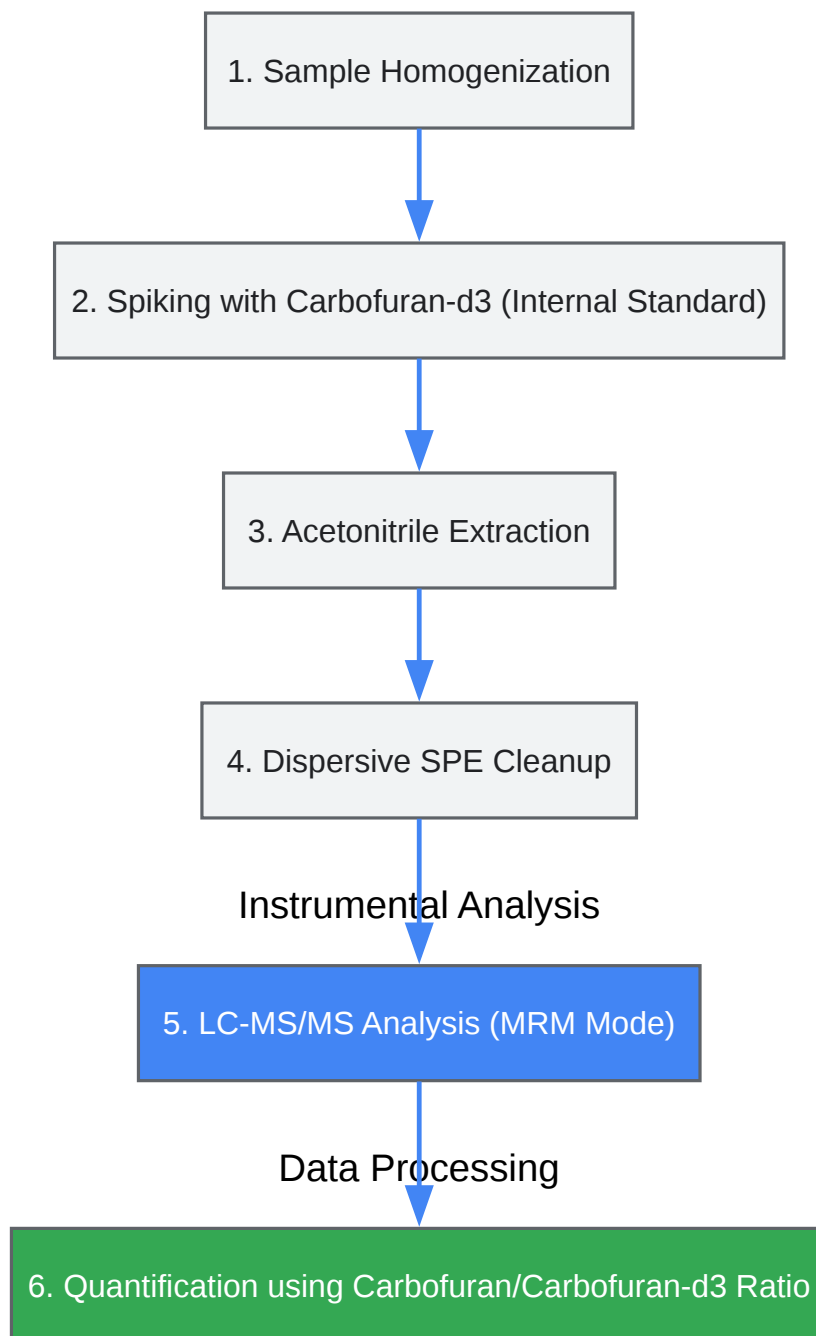 1. Sample Homogenization
2. Spiking with Carbofuran-d3 (Internal Standard)
3. Acetonitrile Extraction
4. Dispersive SPE Cleanup
Instrumental Analysis
5. LC-MS/MS Analysis (MRM Mode)
Data Processing
6. Quantification using Carbofuran/Carbofuran-d3 Ratio